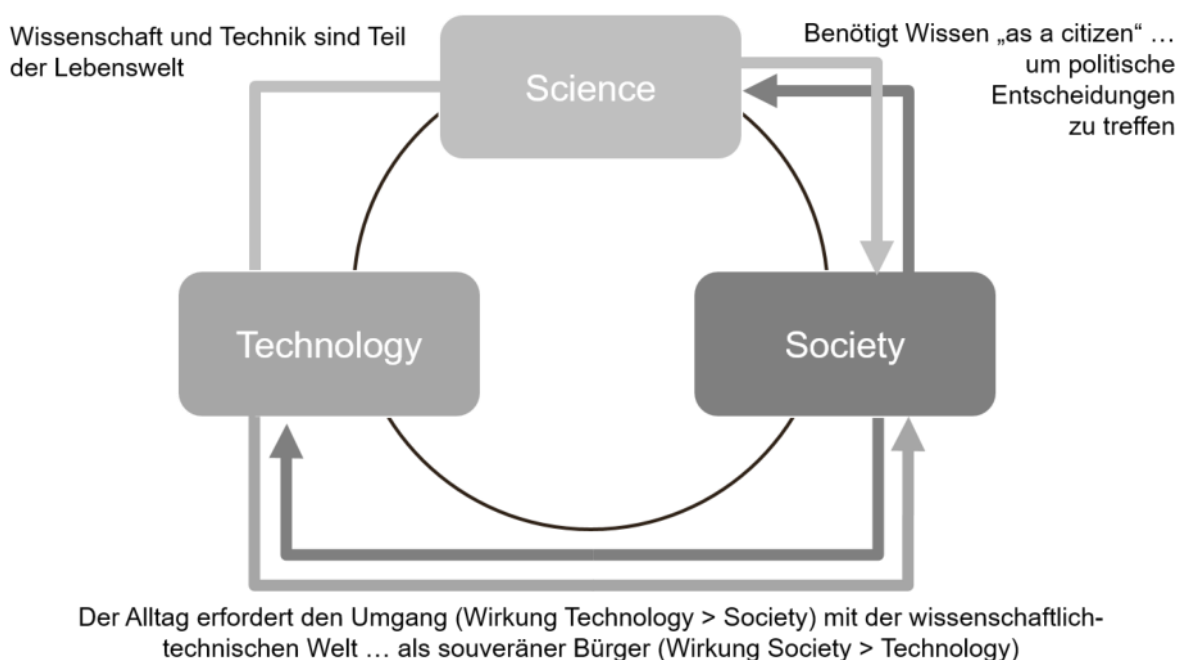 Wissenschaft und Technik sind Teil
der Lebenswelt
Science
Benötigt Wissen „as a citizen“ …
um politische
Entscheidungen
zu treffen
Technology
Society
Der Alltag erfordert den Umgang (Wirkung Technology > Society) mit der wissenschaftlich-
technischen Welt … als souveräner Bürger (Wirkung Society > Technology)